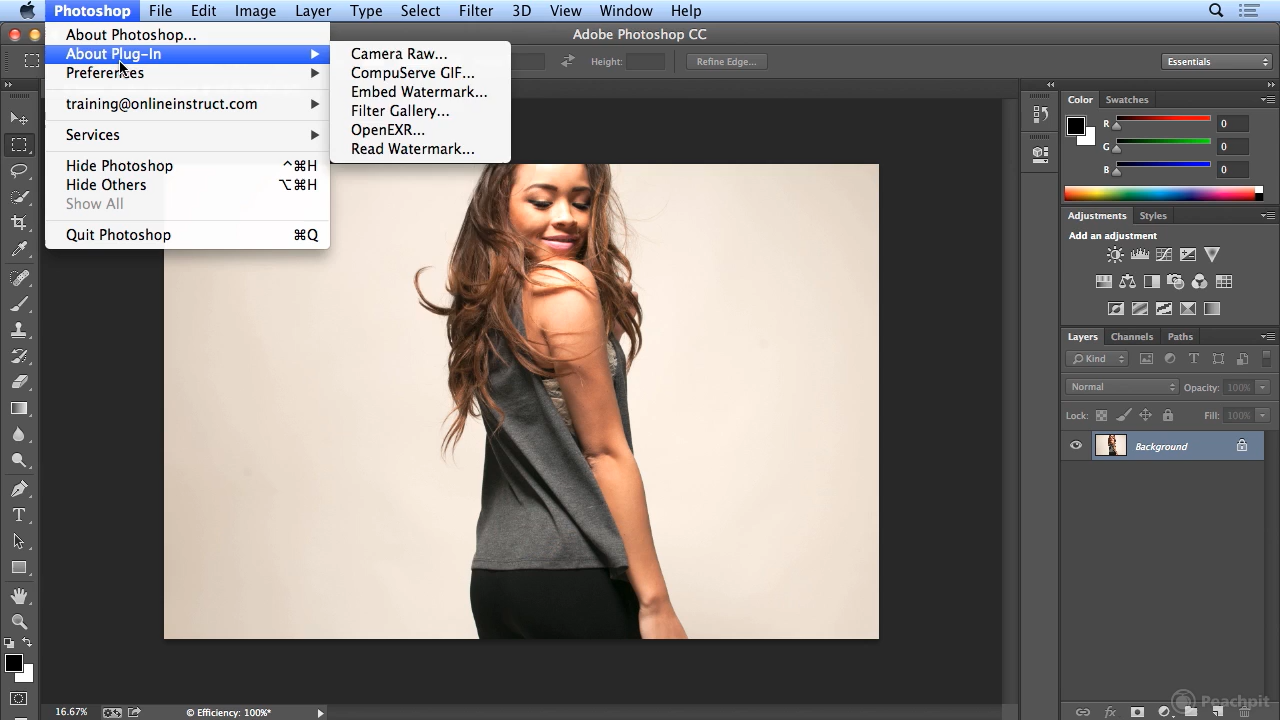 Photoshop File Edit Image Layer Type Select Filter 3D View Window Help
Adobe Photoshop CC
About Photoshop...
About Plug-In
Preferences
training@onlineinstruct.com
Services
Hide Photoshop ^⌘H
Hide Others ⌥⌘H
Show All
Quit Photoshop ⌘Q
Camera Raw...
CompuServe GIF...
Embed Watermark...
Filter Gallery...
OpenEXR...
Read Watermark...
Height: Refine Edge... Essentials
Color Swatches
R 0
G 0
B 0
Adjustments Styles
Add an adjustment
Layers Channels Paths
Kind
Normal Opacity: 100%
Lock: Fill: 100%
Background
16.67% Efficiency: 100%*
Peachpit